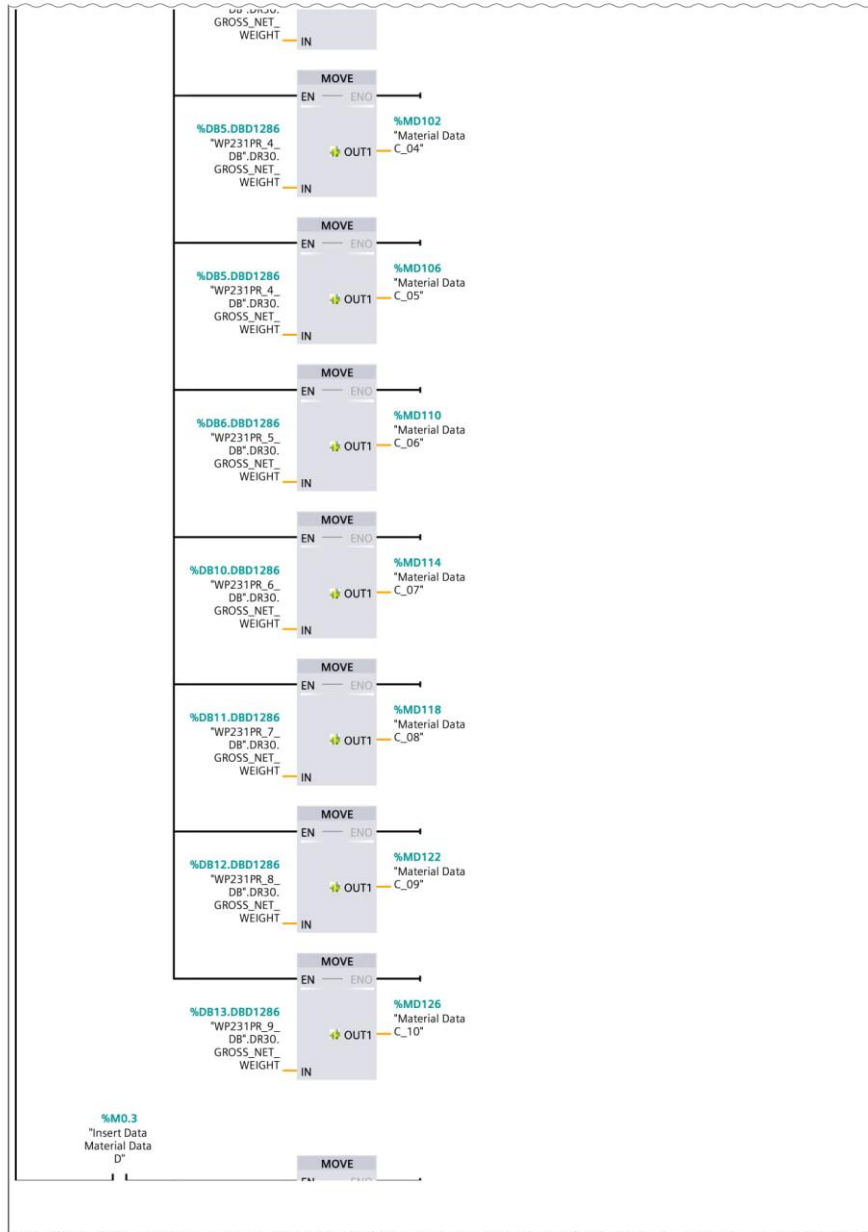 GROSS_NET_
WEIGHT
IN
MOVE
EN ENO
%DB5.DBD1286
"WP231PR_4_
DB".DR30.
GROSS_NET_
WEIGHT
IN
OUT1
%MD102
"Material Data
C_04"
MOVE
EN ENO
%DB5.DBD1286
"WP231PR_4_
DB".DR30.
GROSS_NET_
WEIGHT
IN
OUT1
%MD106
"Material Data
C_05"
MOVE
EN ENO
%DB6.DBD1286
"WP231PR_5_
DB".DR30.
GROSS_NET_
WEIGHT
IN
OUT1
%MD110
"Material Data
C_06"
MOVE
EN ENO
%DB10.DBD1286
"WP231PR_6_
DB".DR30.
GROSS_NET_
WEIGHT
IN
OUT1
%MD114
"Material Data
C_07"
MOVE
EN ENO
%DB11.DBD1286
"WP231PR_7_
DB".DR30.
GROSS_NET_
WEIGHT
IN
OUT1
%MD118
"Material Data
C_08"
MOVE
EN ENO
%DB12.DBD1286
"WP231PR_8_
DB".DR30.
GROSS_NET_
WEIGHT
IN
OUT1
%MD122
"Material Data
C_09"
MOVE
EN ENO
%DB13.DBD1286
"WP231PR_9_
DB".DR30.
GROSS_NET_
WEIGHT
IN
OUT1
%MD126
"Material Data
C_10"
%M0.3
"Insert Data
Material Data
D"
MOVE